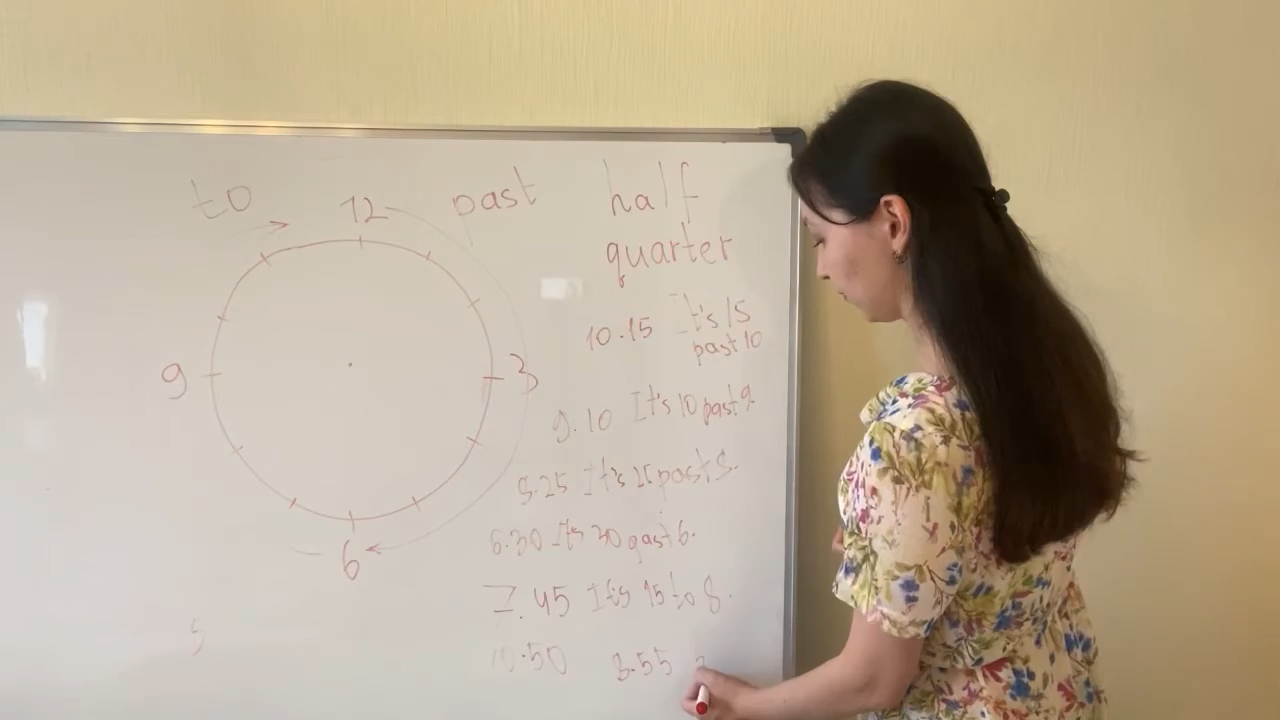 to
12
past
half
quarter
10.15 It's 15
past 10
9
3
9.10 It's 10 past 9.
5.25 It's 25 past 5.
6.30 It's 30 past 6.
6
7.45 It's 15 to 8.
5
10.50 8.55